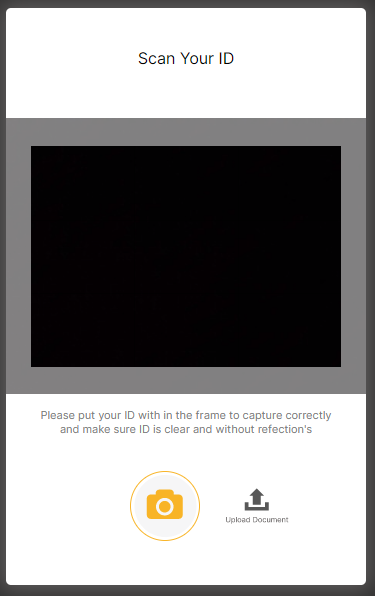 Scan Your ID
Please put your ID with in the frame to capture correctly
and make sure ID is clear and without refection's
Upload Document